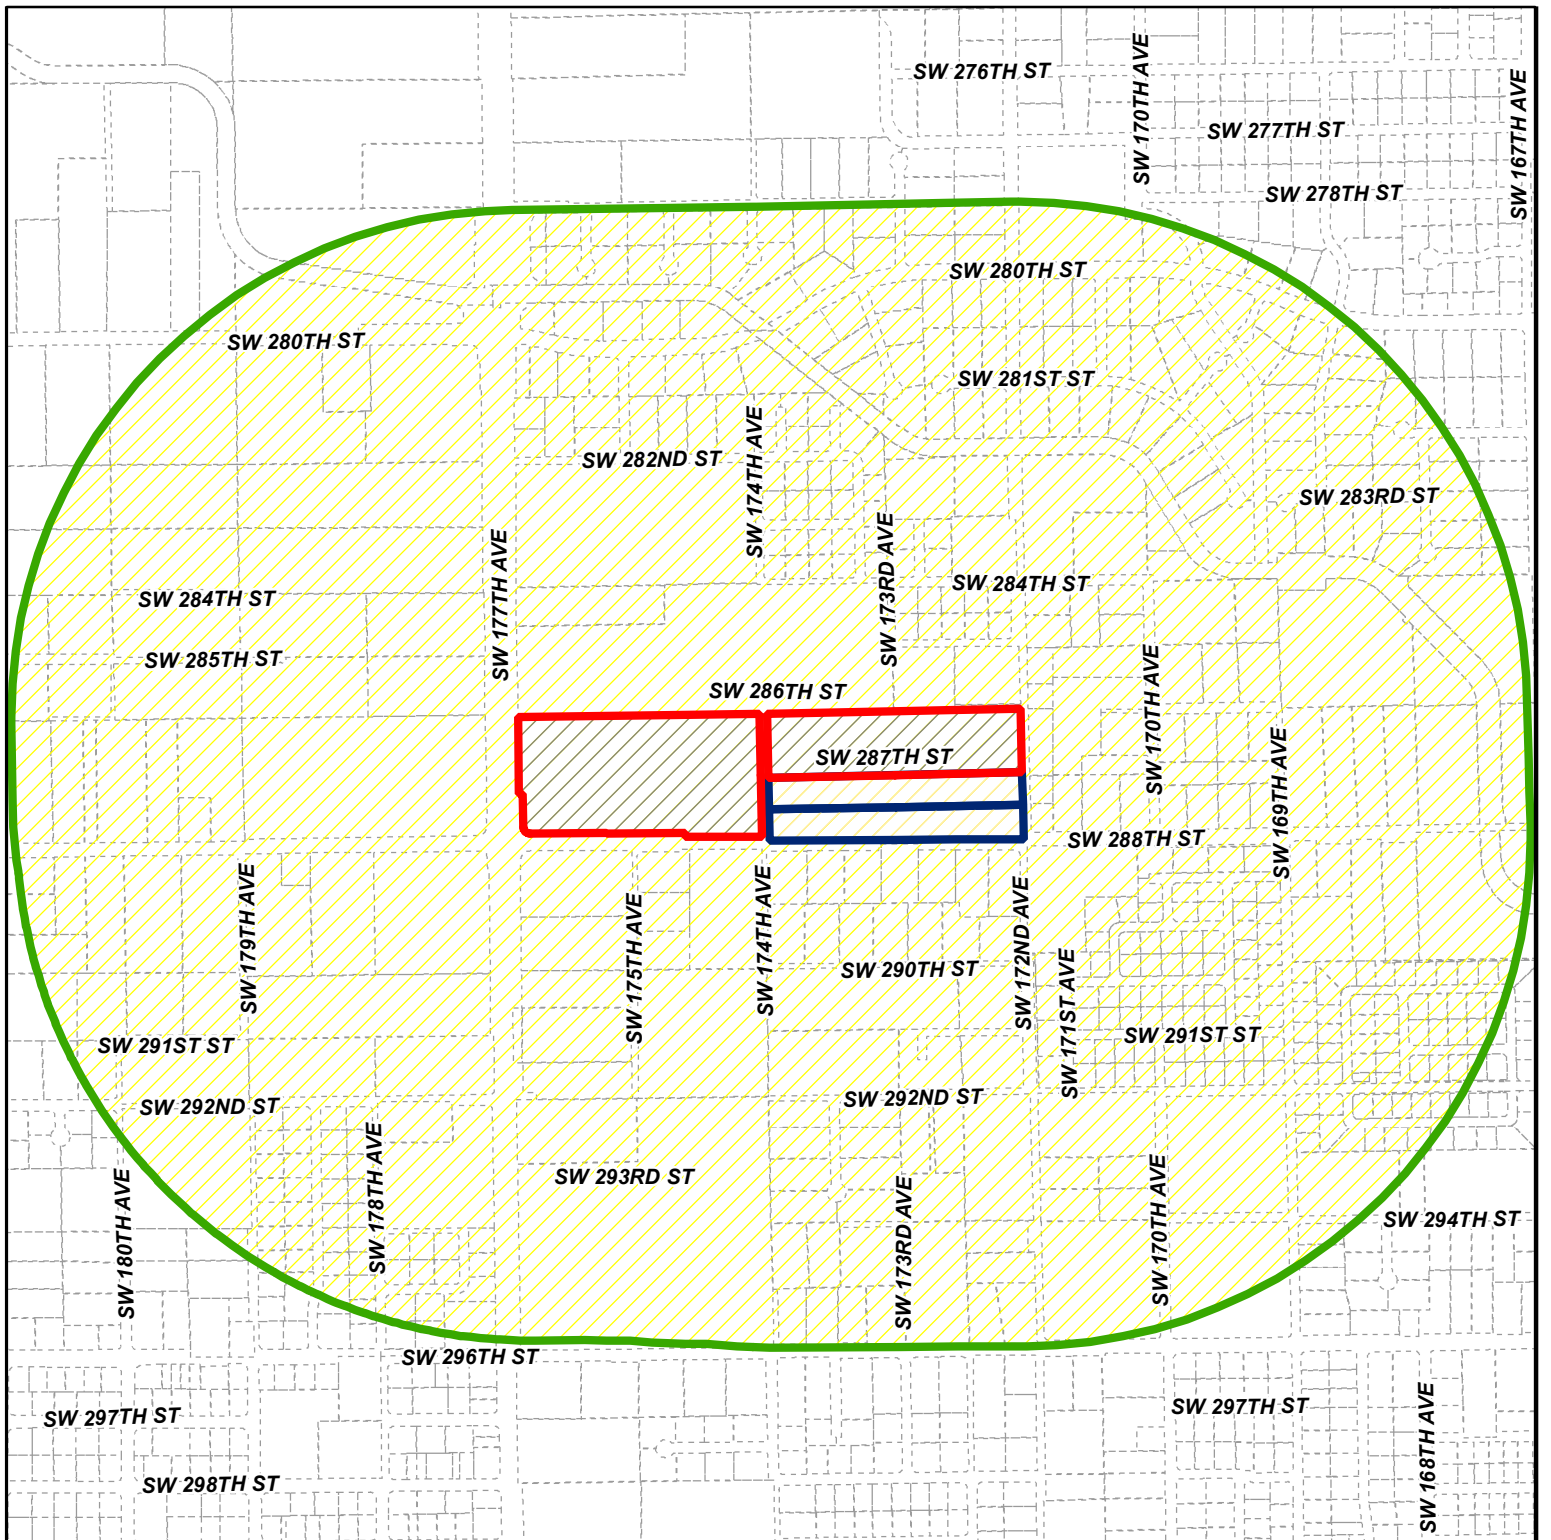 SW 276TH ST
SW 170TH AVE
SW 167TH AVE
SW 277TH ST
SW 278TH ST
SW 280TH ST
SW 280TH ST
SW 281ST ST
SW 174TH AVE
SW 282ND ST
SW 283RD ST
SW 177TH AVE
SW 173RD AVE
SW 284TH ST
SW 284TH ST
SW 285TH ST
SW 170TH AVE
SW 286TH ST
SW 287TH ST
SW 169TH AVE
SW 288TH ST
SW 179TH AVE
SW 175TH AVE
SW 174TH AVE
SW 172ND AVE
SW 290TH ST
SW 171ST AVE
SW 291ST ST
SW 291ST ST
SW 292ND ST
SW 292ND ST
SW 178TH AVE
SW 293RD ST
SW 180TH AVE
SW 173RD AVE
SW 170TH AVE
SW 294TH ST
SW 296TH ST
SW 297TH ST
SW 297TH ST
SW 168TH AVE
SW 298TH ST